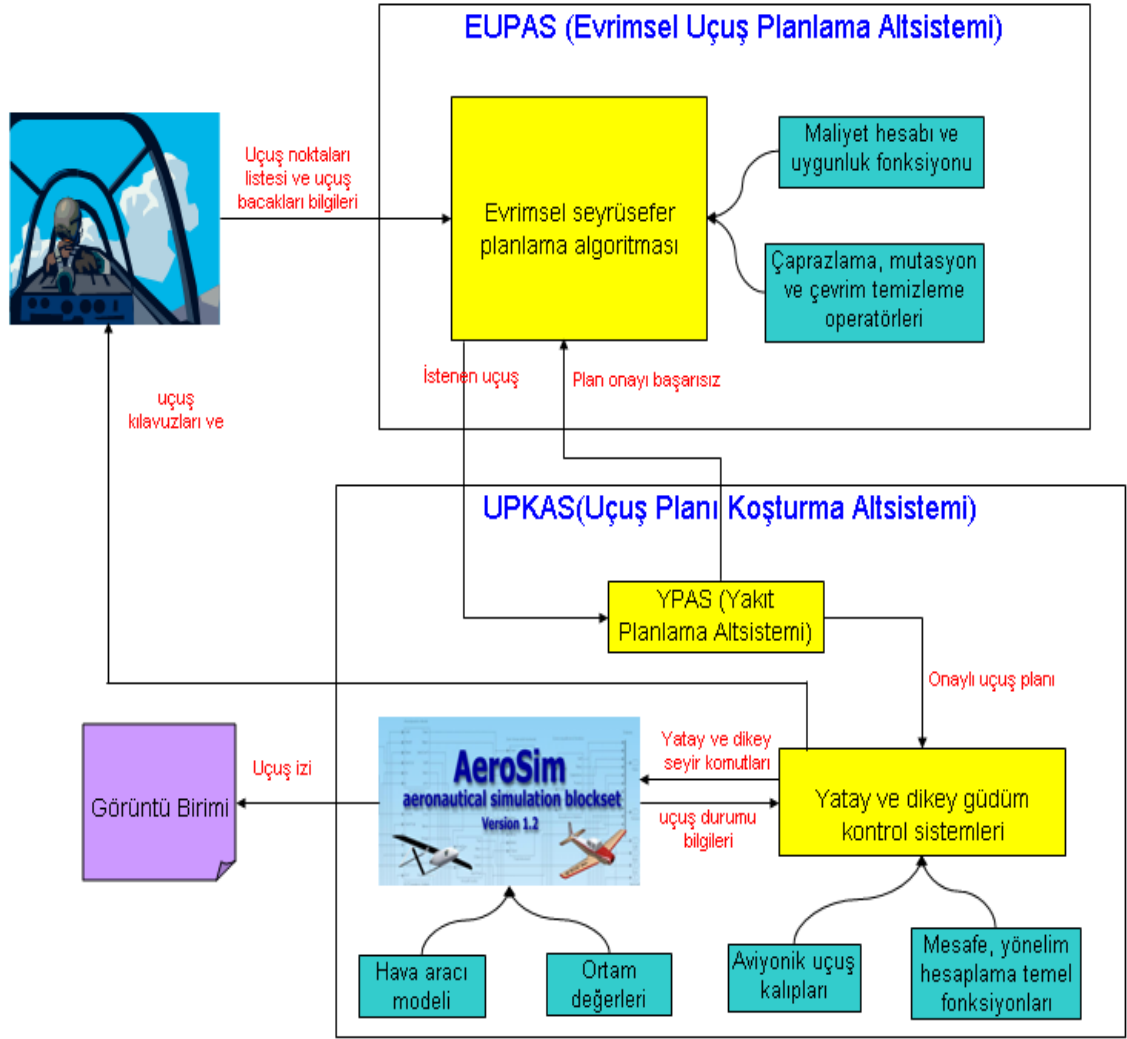 EUPAS (Evrimsel Uçuş Planlama Altsistemi)
Uçuş noktaları
listesi ve uçuş
bacakları bilgileri
Evrimsel seyrüsefer
planlama algoritması
Maliyet hesabı ve
uygunluk fonksiyonu
Çaprazlama, mutasyon
ve çevrim temizleme
operatörleri
İstenen uçuş
Plan onayı başarısız
uçuş
kılavuzları ve
UPKAS(Uçuş Planı Koşturma Altsistemi)
YPAS (Yakıt
Planlama Altsistemi)
Onaylı uçuş planı
Görüntü Birimi
Uçuş izi
AeroSim
aeronautical simulation blockset
Version 1.2
Yatay ve dikey
seyir komutları
uçuş durumu
bilgileri
Yatay ve dikey güdüm
kontrol sistemleri
Hava aracı
modeli
Ortam
değerleri
Aviyonik uçuş
kalıpları
Mesafe, yönelim
hesaplama temel
fonksiyonları